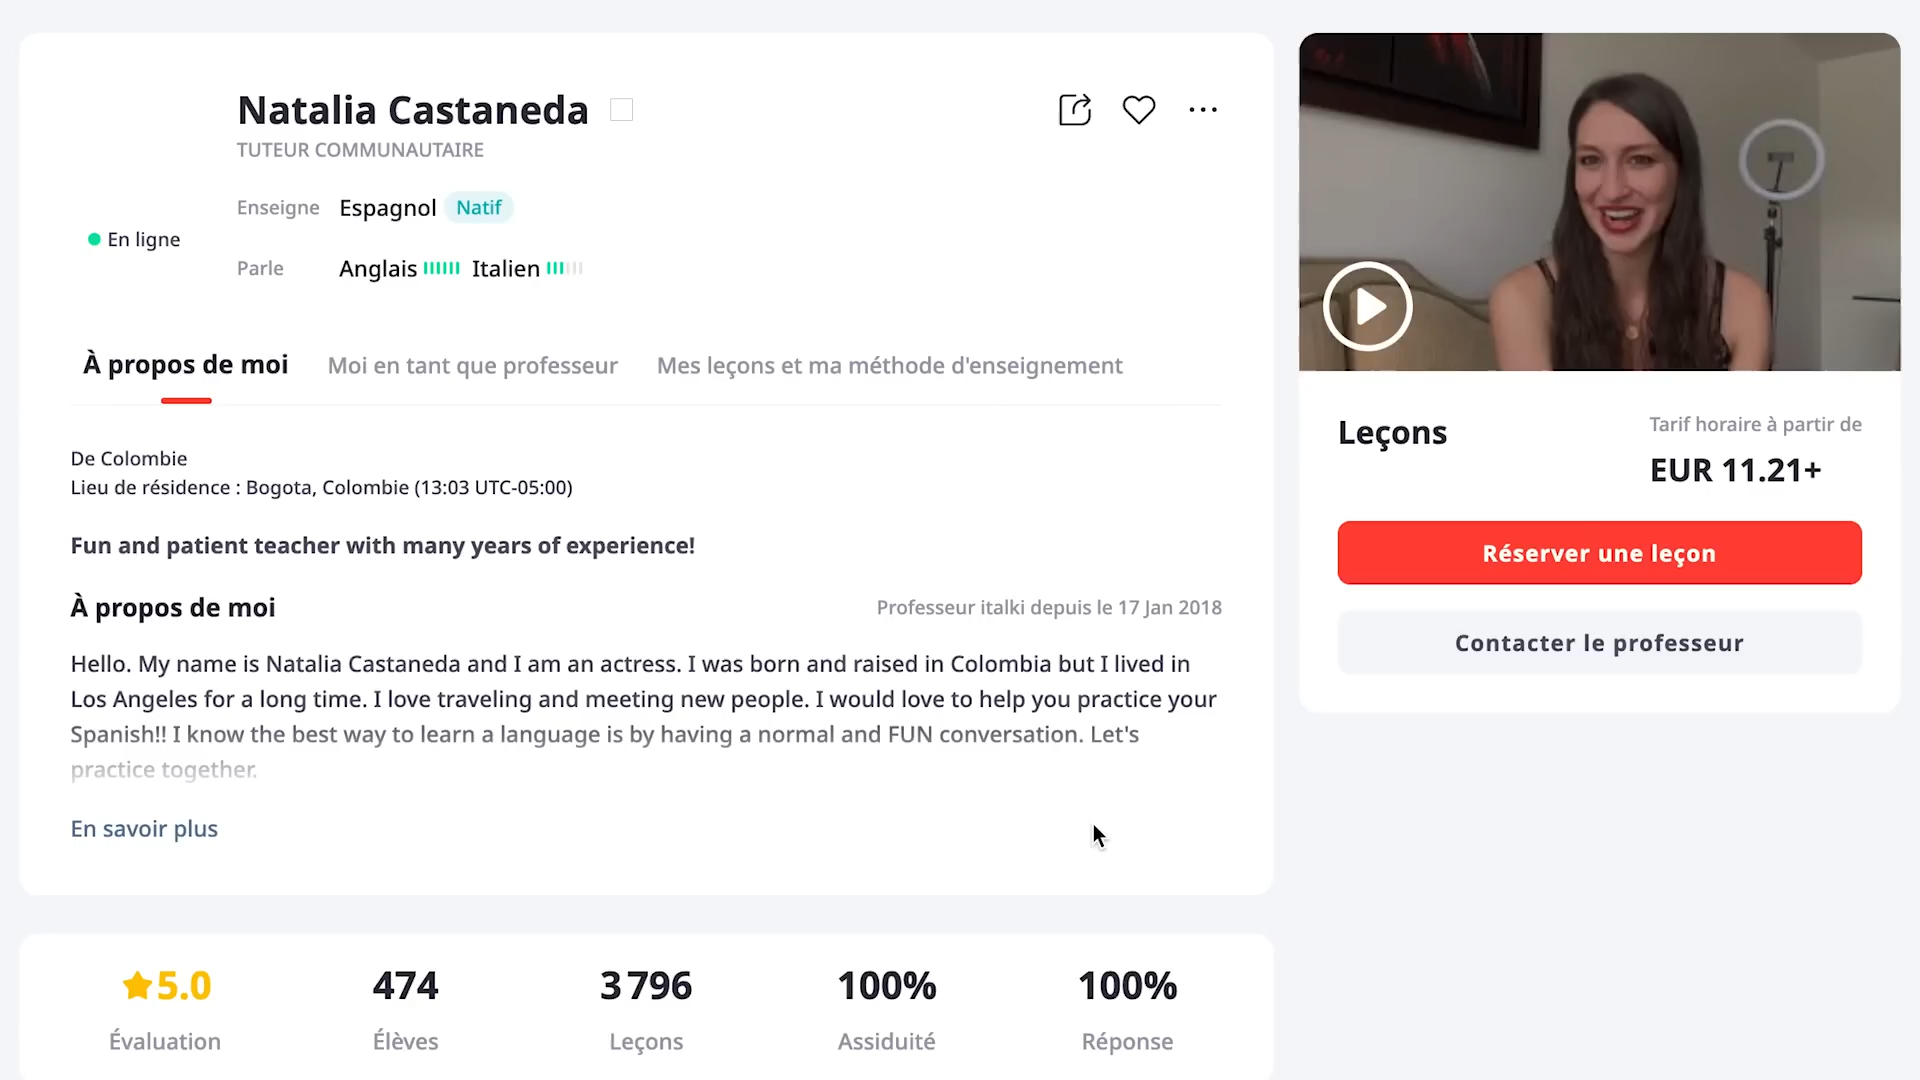 Natalia Castaneda
TUTEUR COMMUNAUTAIRE
Enseigne Espagnol Natif
En ligne
Parle Anglais Italien
À propos de moi Moi en tant que professeur Mes leçons et ma méthode d'enseignement
De Colombie
Lieu de résidence : Bogota, Colombie (13:03 UTC-05:00)
Fun and patient teacher with many years of experience!
À propos de moi Professeur italki depuis le 17 Jan 2018
Hello. My name is Natalia Castaneda and I am an actress. I was born and raised in Colombia but I lived in
Los Angeles for a long time. I love traveling and meeting new people. I would love to help you practice your
Spanish!! I know the best way to learn a language is by having a normal and FUN conversation. Let's
practice together.
En savoir plus
5.0 474 3 796 100% 100%
Évaluation Élèves Leçons Assiduité Réponse
Leçons
Tarif horaire à partir de
EUR 11.21+
Réserver une leçon
Contacter le professeur